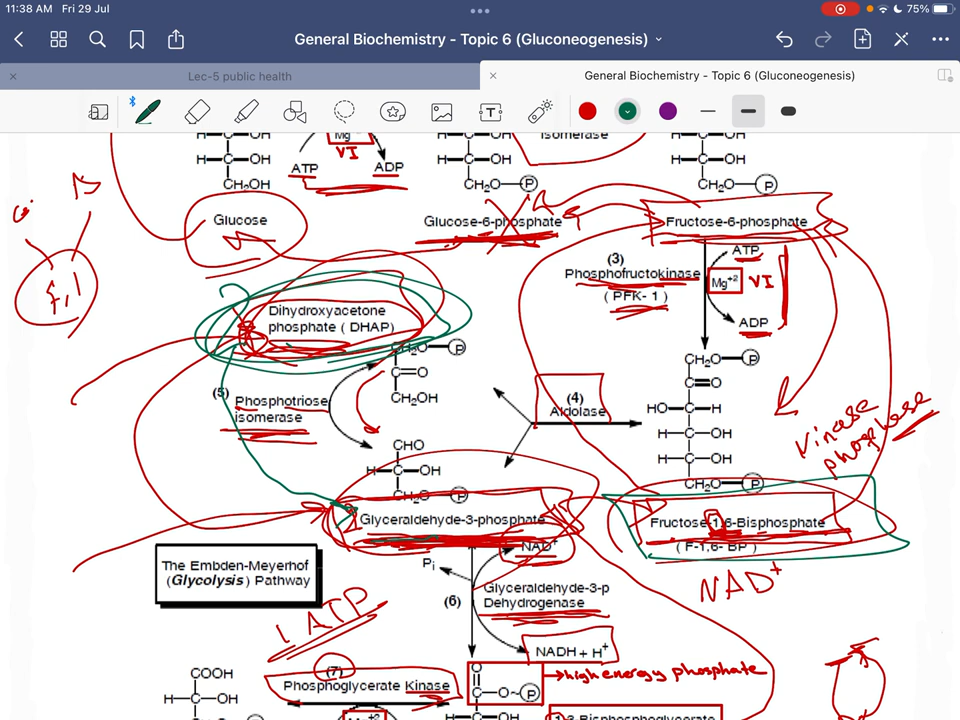 11:38 AM Fri 29 Jul
75%
General Biochemistry - Topic 6 (Gluconeogenesis)
Lec-5 public health
General Biochemistry - Topic 6 (Gluconeogenesis)
H-C-OH
Mg+2
VI
ATP
ADP
H-C-OH
CH2OH
Glucose
H-C-OH
CH2O-P
Glucose-6-phosphate
isomerase
H-C-OH
CH2O-P
Fructose-6-phosphate
(3)
Phosphofructokinase
( PFK- 1 )
ATP
Mg+2
VI
ADP
Dihydroxyacetone
phosphate ( DHAP)
CH2O-P
C=O
CH2OH
(5)
Phosphotriose
isomerase
(4)
Aldolase
CH2O-P
C=O
HO-C-H
H-C-OH
H-C-OH
CH2O-P
Kinase
phosphatase
CHO
H-C-OH
CH2O-P
Glyceraldehyde-3-phosphate
Fructose-1,6-Bisphosphate
( F-1,6- BP )
NAD+
The Embden-Meyerhof
(Glycolysis) Pathway
NAD+
Pi
(6)
Glyceraldehyde-3-p
Dehydrogenase
NADH + H+
1 ATP
(7)
Phosphoglycerate Kinase
COOH
H-C-OH
O
C-O~P
high energy phosphate
1,3-Bisphosphoglycerate